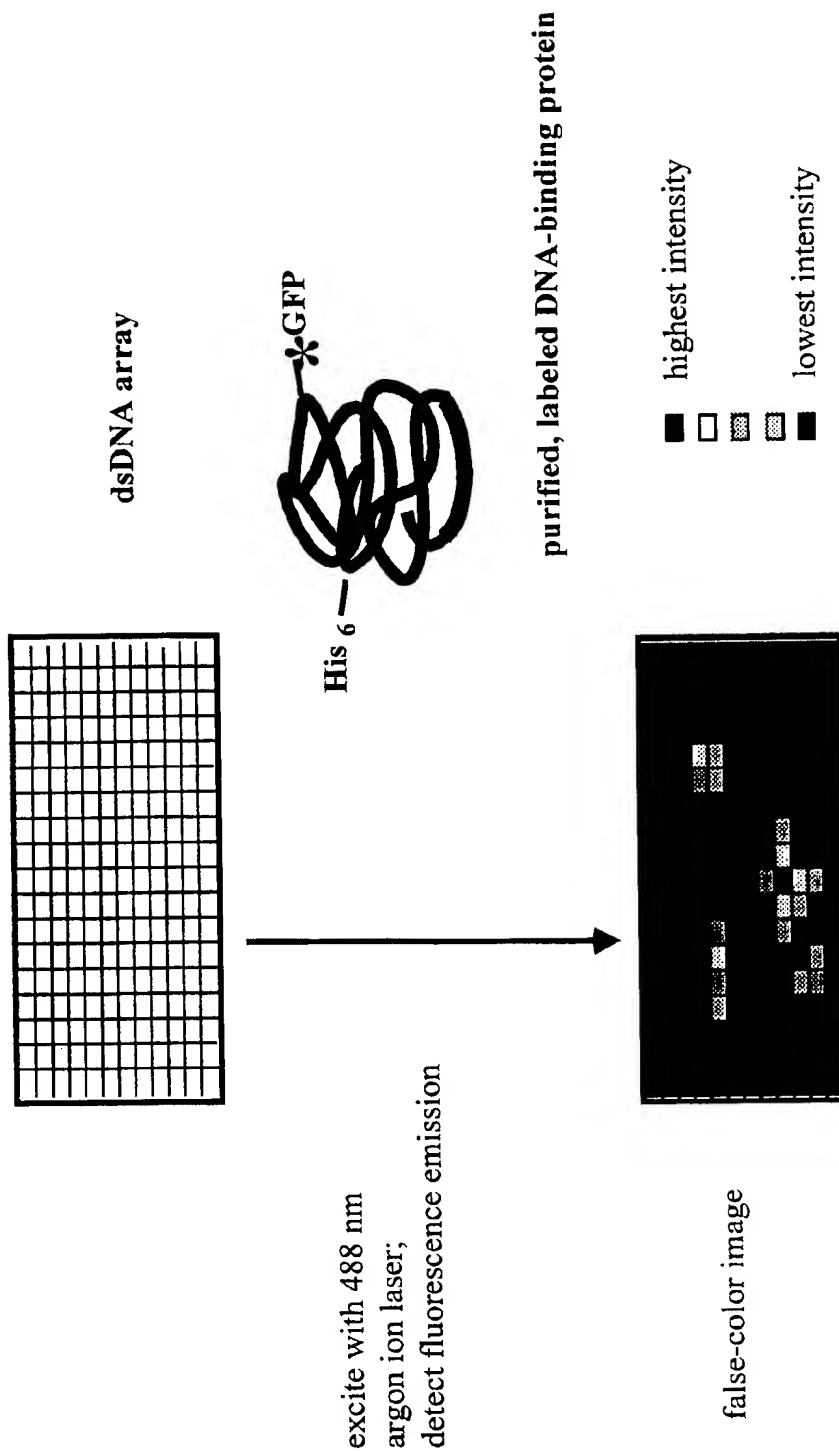 dsDNA array
His 6
GFP
purified, labeled DNA-binding protein
excite with 488 nm
argon ion laser;
detect fluorescence emission
false-color image
highest intensity
lowest intensity